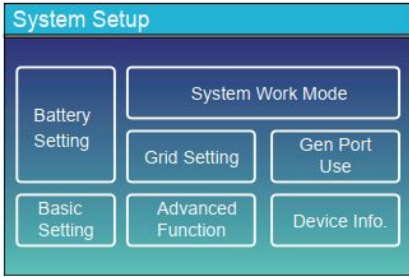 System Setup
Battery
Setting
System Work Mode
Grid Setting
Gen Port
Use
Basic
Setting
Advanced
Function
Device Info.